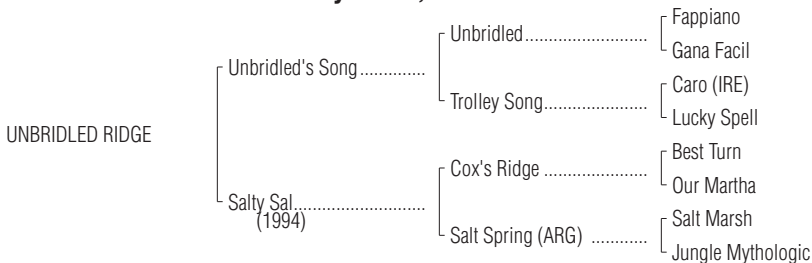 Fappiano
Unbridled..........................
Gana Facil
Unbridled's Song..............
Caro (IRE)
Trolley Song......................
Lucky Spell
UNBRIDLED RIDGE
Best Turn
Cox's Ridge ......................
Our Martha
Salty Sal............................
(1994)
Salt Marsh
Salt Spring (ARG) ............
Jungle Mythologic